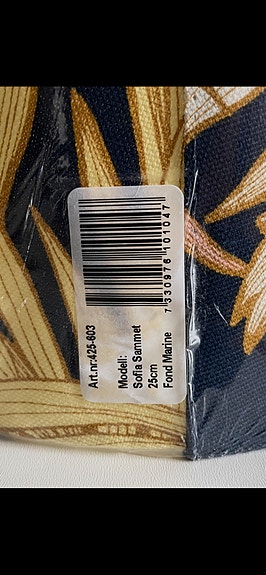 Art.nr:425-603
Modell:
Sofia Sammet
25cm
Fond Marine
7 330976 101047